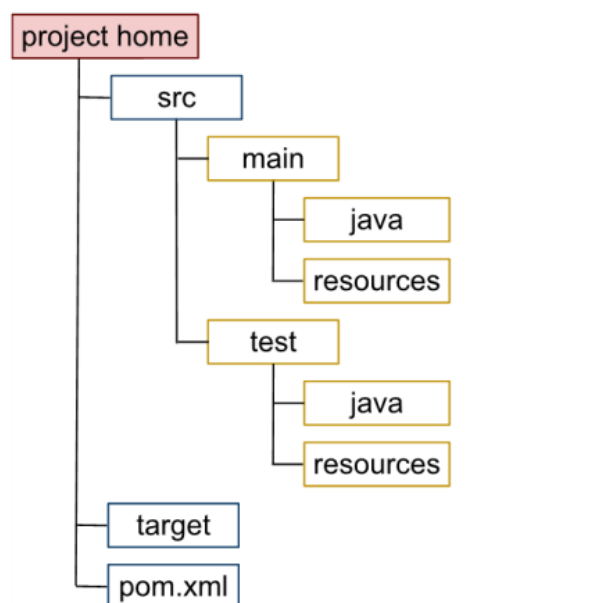 project home
src
main
java
resources
test
java
resources
target
pom.xml